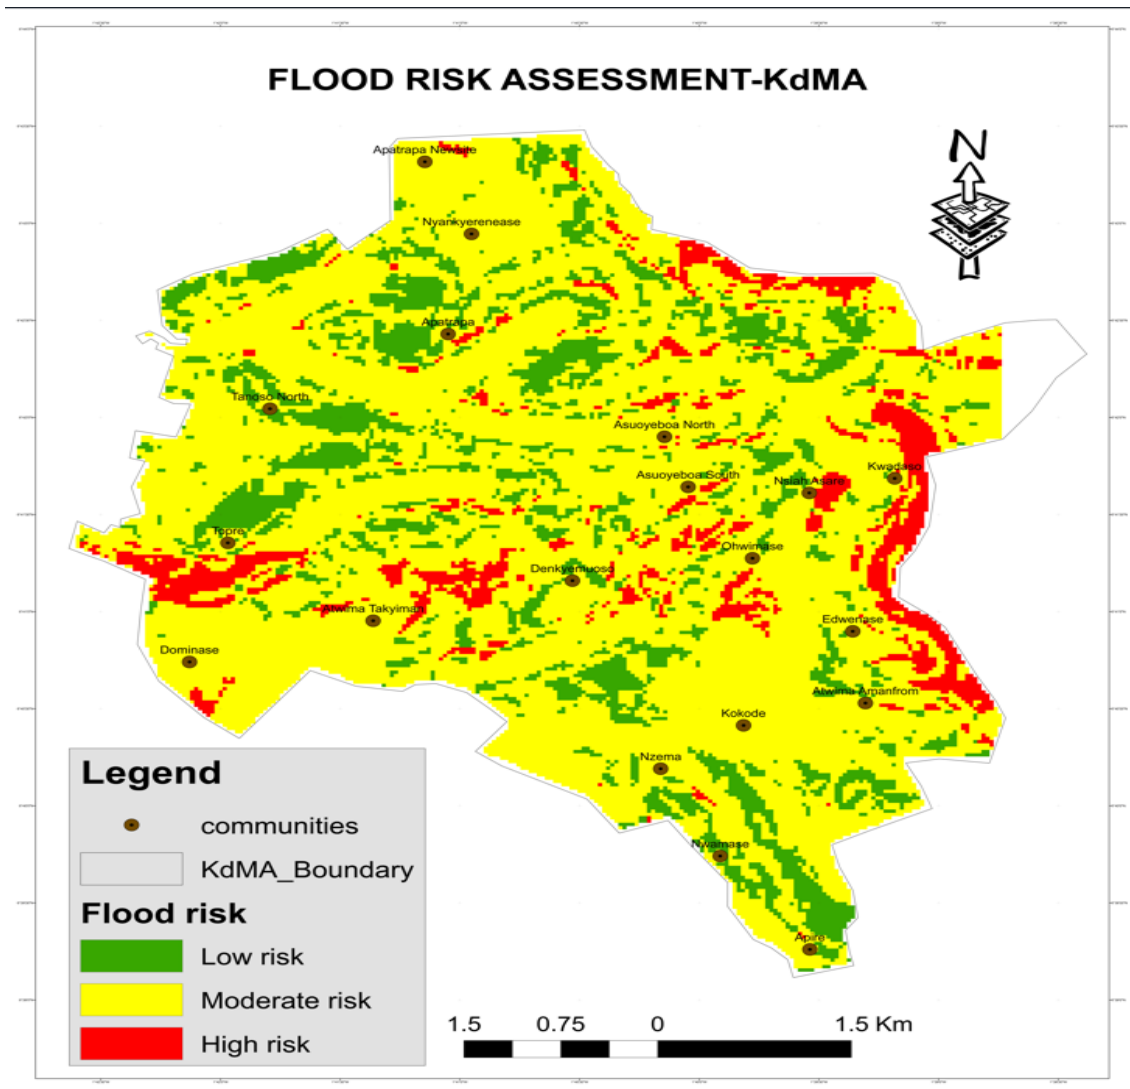 FLOOD RISK ASSESSMENT-KdMA
N
Apatrapa Newsite
Nyankyerenease
Apatrapa
Tanoso North
Asuoyeboa North
Kwadaso
Asuoyeboa South
Nsiah Asare
Topre
Ohwimase
Denkyemuoso
Atwima Takyiman
Edwenase
Dominase
Atwima Amanfrom
Kokode
Nzema
Nwamase
Apire
Legend
communities
KdMA_Boundary
Flood risk
Low risk
Moderate risk
High risk
1.5 0.75 0 1.5 Km